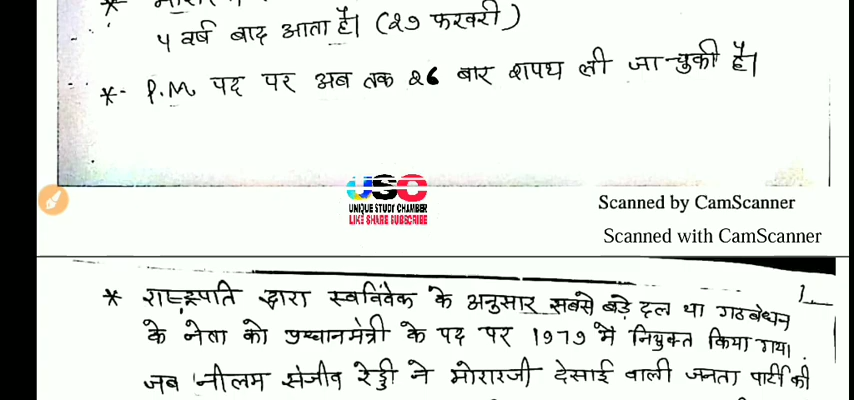 * मोरारजी
4 वर्ष बाद आता है। (29 फरवरी)
*- P.M पद पर अब तक 26 बार शपथ ली जा चुकी है।
USC
UNIQUE STUDY CHAMBER
LIKE SHARE SUBSCRIBE
Scanned by CamScanner
Scanned with CamScanner
* राष्ट्रपति द्वारा स्वविवेक के अनुसार सबसे बड़े दल या गठबंधन
के नेता को प्रधानमंत्री के पद पर 1979 में नियुक्त किया गया।
जब नीलम संजीव रेड्डी ने मोरारजी देसाई वाली जनता पार्टी की